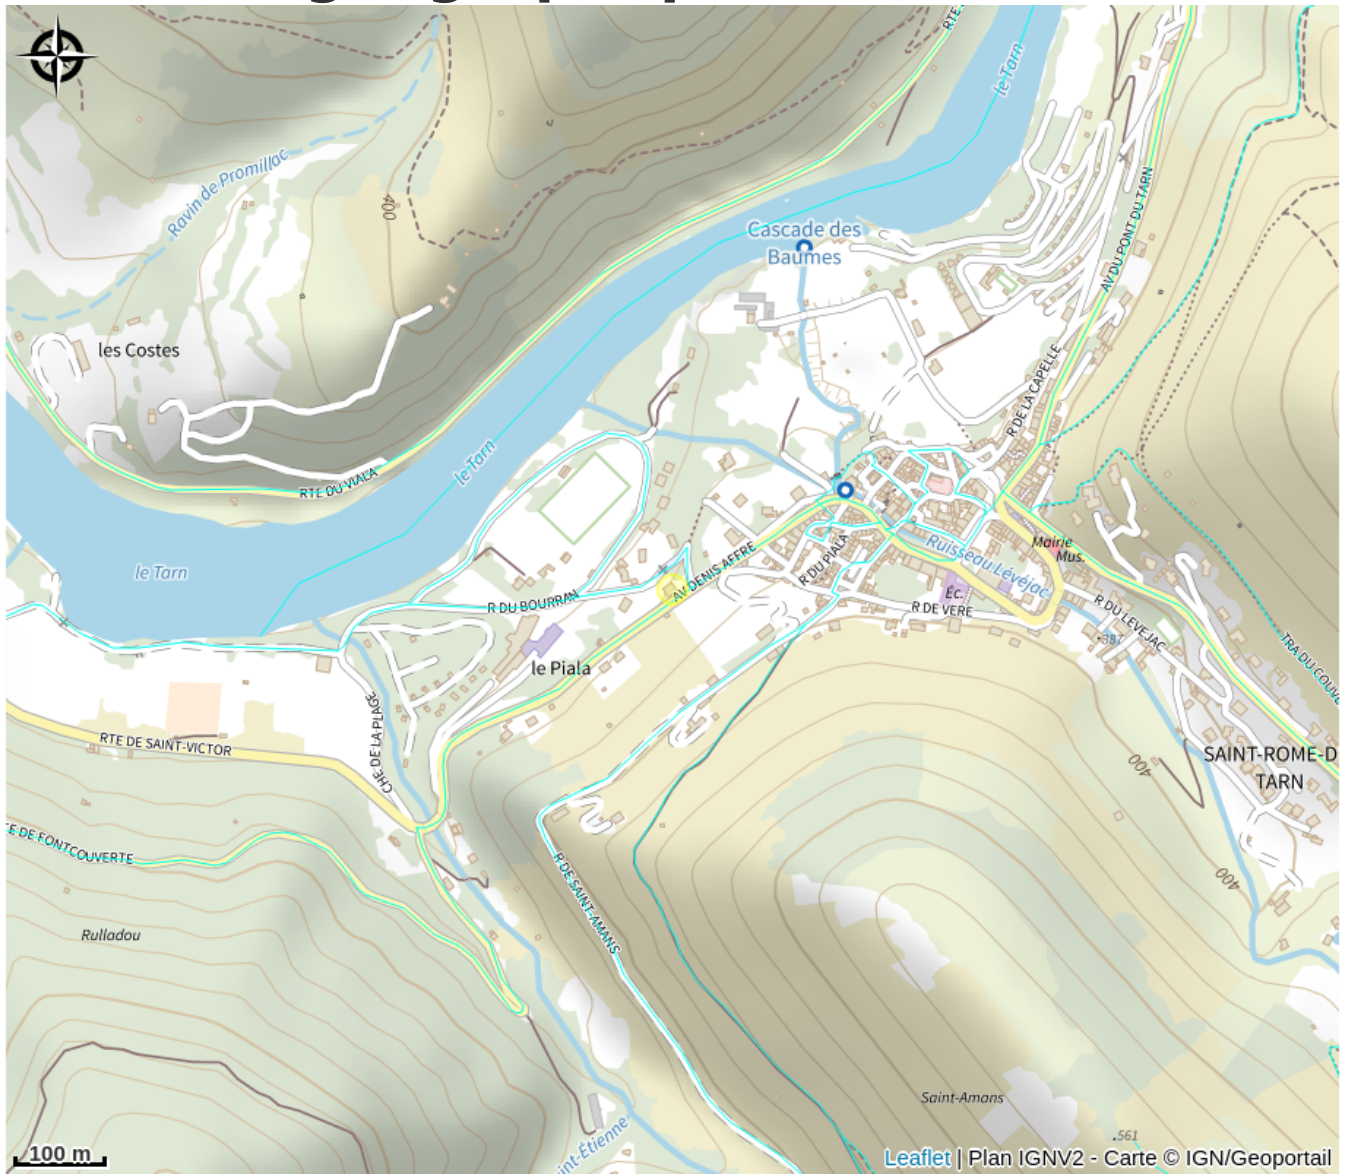 le Tarn
Ravin de Promillac
400
Cascade des
Baumes
AV DU PONT DU TARN
les Costes
R DE LA CAPELLE
le Tarn
RTE DU VIALA
Mairie
Mus.
Ruisseau Lévéjac
le Tarn
AV DENIS AFFRE
R DU PIALA
Éc.
R DU BOURRAN
R DE VERE
R DU LEVEJAC
387
le Piala
CHE DE LA PLAGE
RTE DE SAINT-VICTOR
SAINT-ROME-D
TARN
400
E DE FONTCOUVERTE
400
R DE SAINT-AMANS
Rulladou
Saint-Amans
561
int-Étienne
100 m
Leaflet | Plan IGNV2 - Carte © IGN/Geoportail